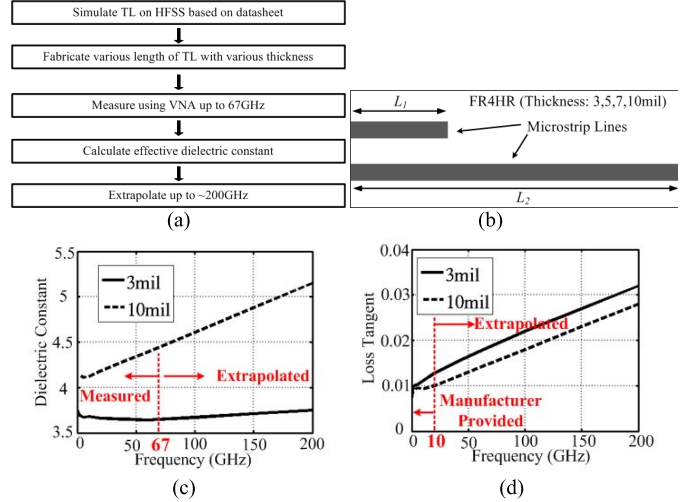 Simulate TL on HFSS based on datasheet
Fabricate various length of TL with various thickness
Measure using VNA up to 67GHz
Calculate effective dielectric constant
Extrapolate up to ~200GHz
(a)
L1
FR4HR (Thickness: 3,5,7,10mil)
Microstrip Lines
L2
(b)
5.5
5
4.5
4
3.5
Dielectric Constant
3mil
10mil
Measured
Extrapolated
0
50
67
100
150
200
Frequency (GHz)
(c)
0.04
0.03
0.02
0.01
0
Loss Tangent
3mil
10mil
Extrapolated
Manufacturer
Provided
0
10
50
100
150
200
Frequency (GHz)
(d)